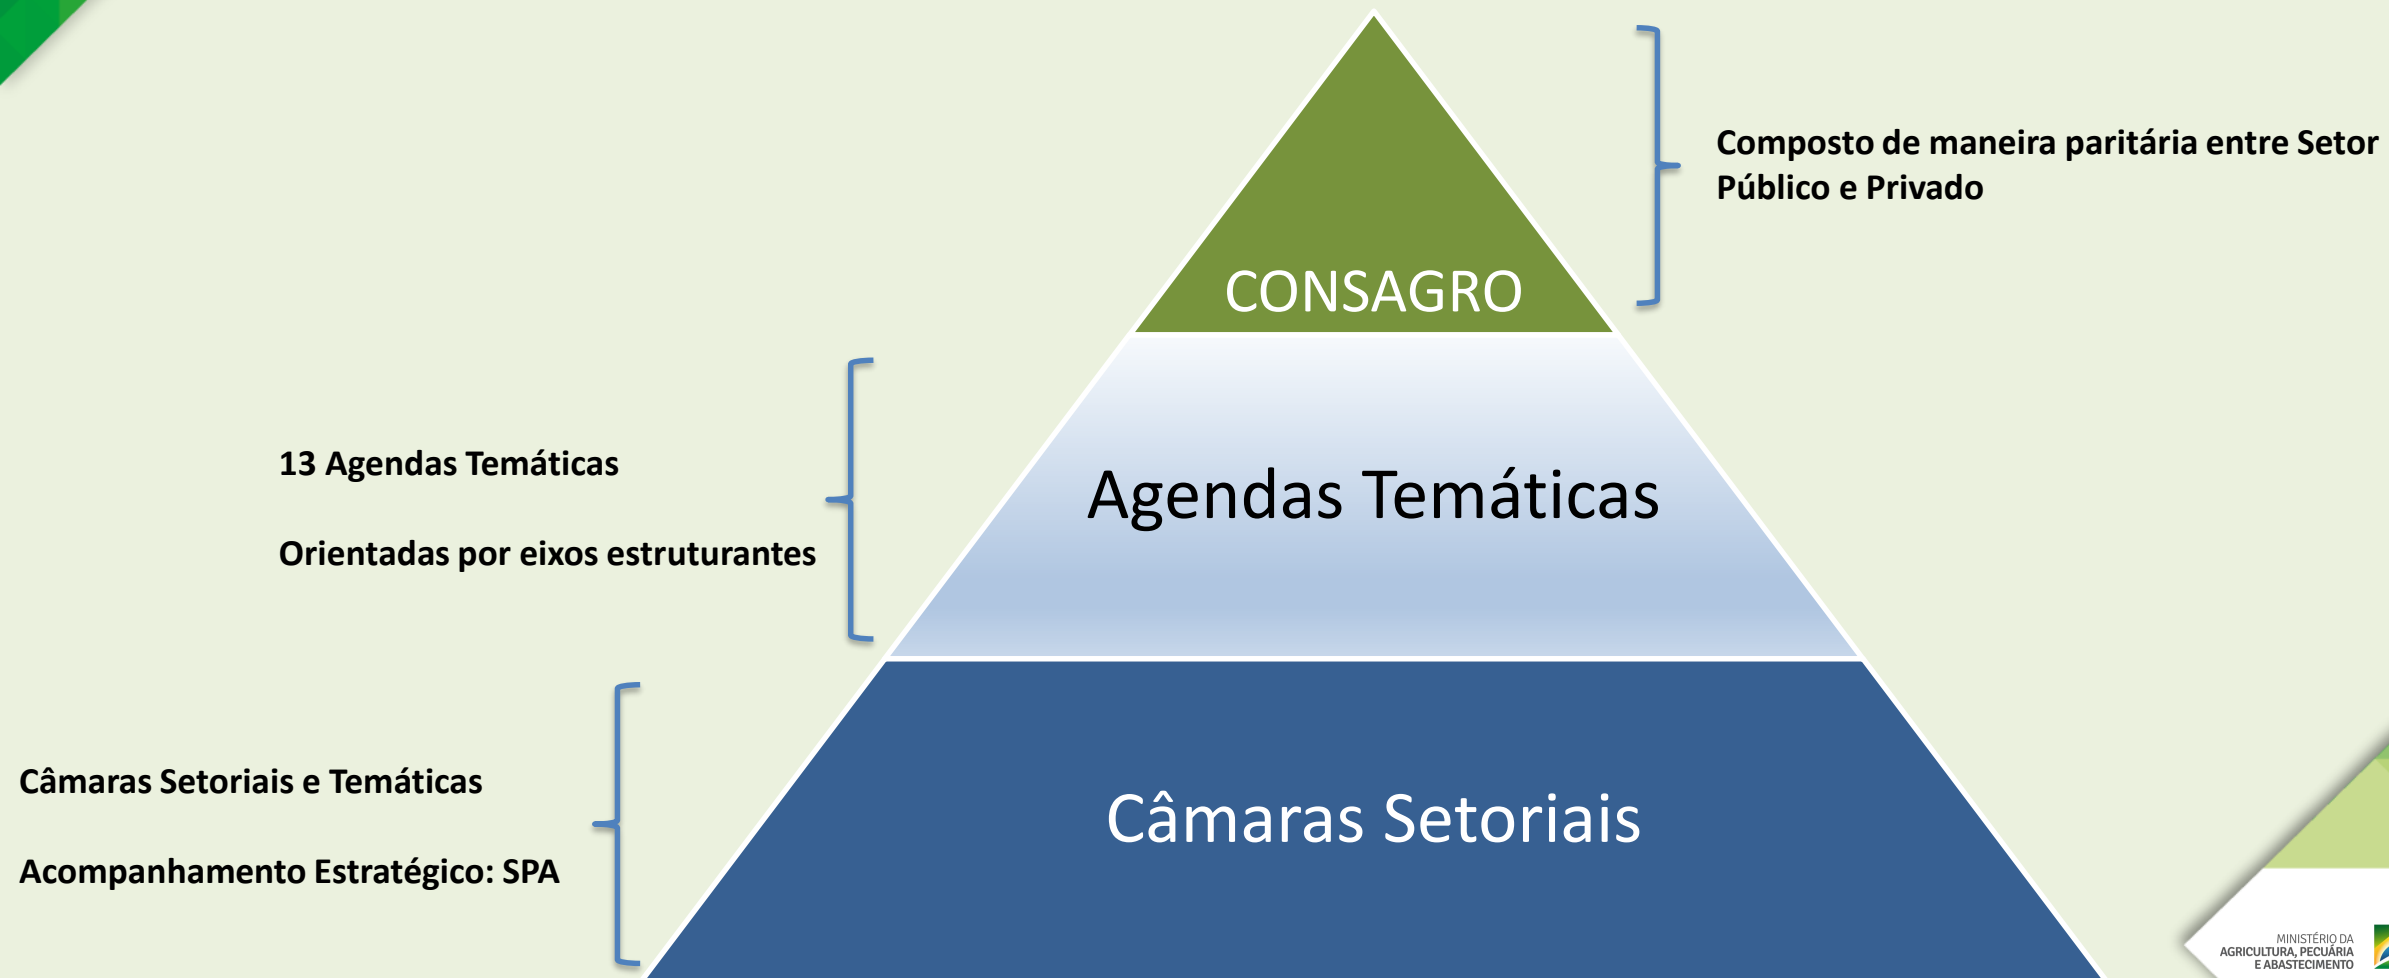 Composto de maneira paritária entre Setor
Público e Privado
CONSAGRO
13 Agendas Temáticas
Orientadas por eixos estruturantes
Agendas Temáticas
Câmaras Setoriais e Temáticas
Acompanhamento Estratégico: SPA
Câmaras Setoriais
MINISTÉRIO DA
AGRICULTURA, PECUÁRIA
E ABASTECIMENTO